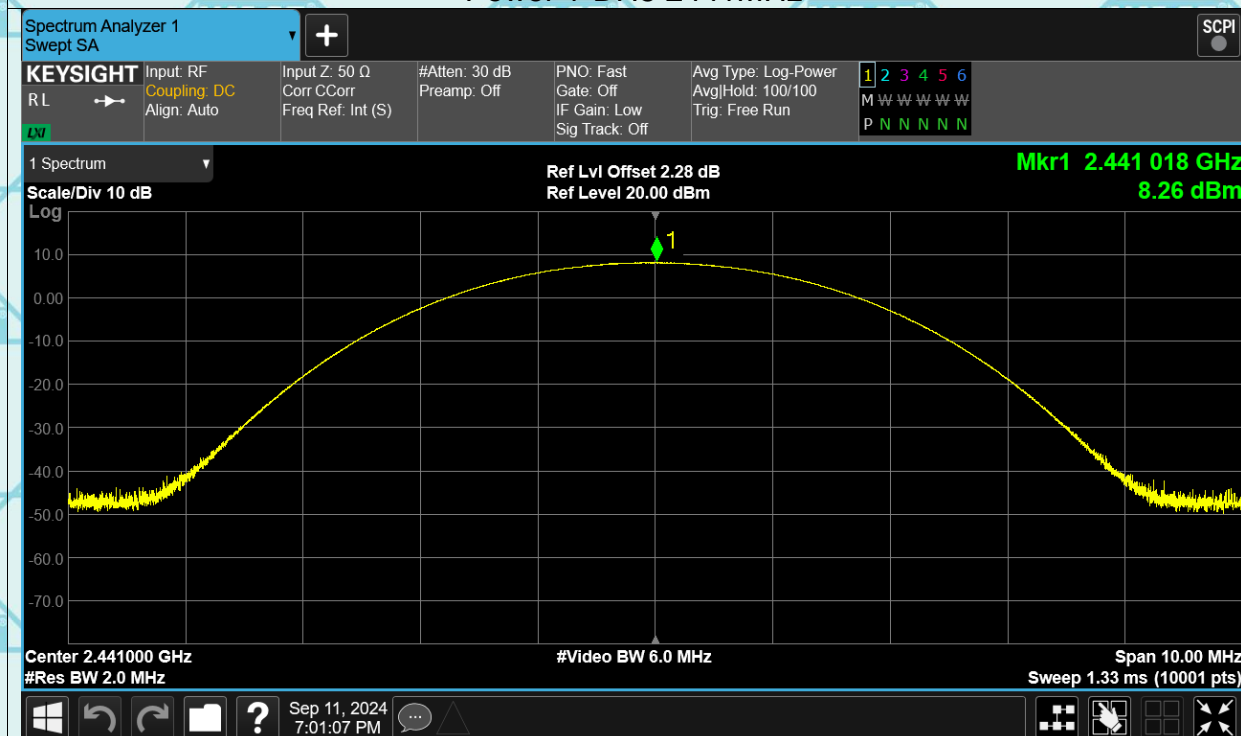 Spectrum Analyzer 1
Swept SA
+
SCPI
KEYSIGHT
R L
LXI
Input: RF
Coupling: DC
Align: Auto
Input Z: 50 Ω
Corr CCorr
Freq Ref: Int (S)
#Atten: 30 dB
Preamp: Off
PNO: Fast
Gate: Off
IF Gain: Low
Sig Track: Off
Avg Type: Log-Power
Avg|Hold: 100/100
Trig: Free Run
1 2 3 4 5 6
M W W W W W
P N N N N N
1 Spectrum
Scale/Div 10 dB
Log
Ref Lvl Offset 2.28 dB
Ref Level 20.00 dBm
Mkr1 2.441 018 GHz
8.26 dBm
1
10.0
0.00
-10.0
-20.0
-30.0
-40.0
-50.0
-60.0
-70.0
Center 2.441000 GHz
#Res BW 2.0 MHz
#Video BW 6.0 MHz
Span 10.00 MHz
Sweep 1.33 ms (10001 pts)
?
Sep 11, 2024
7:01:07 PM